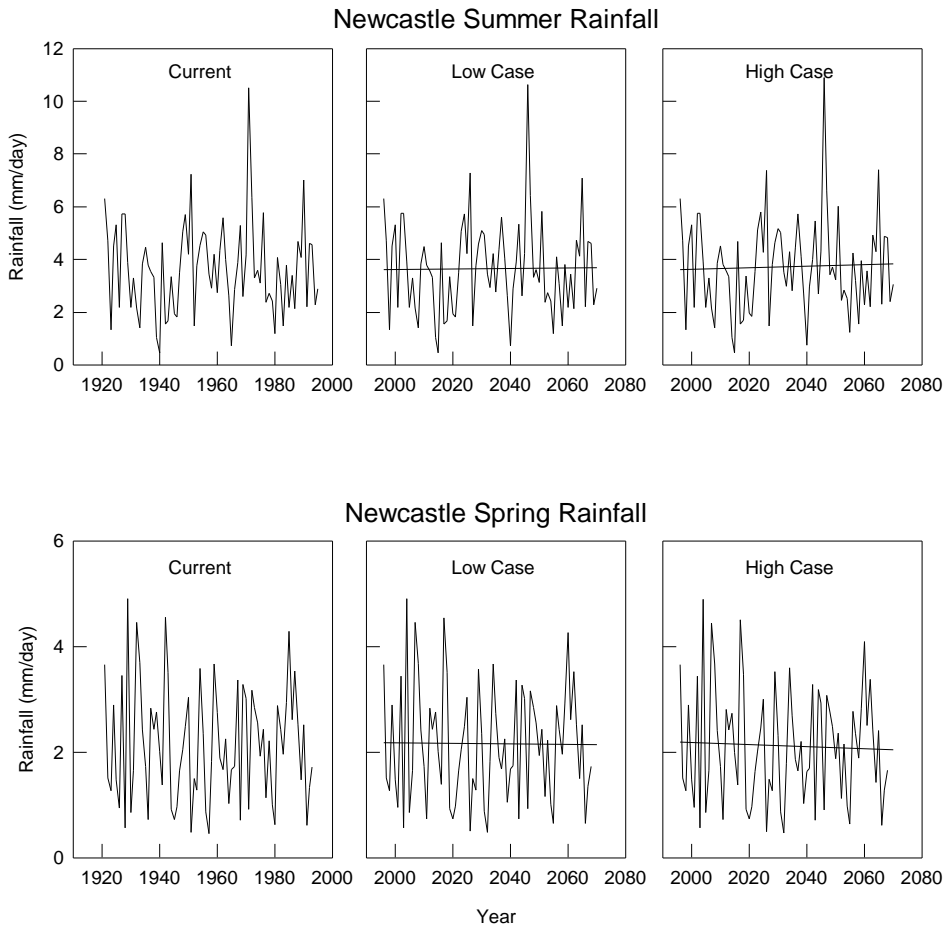 Newcastle Summer Rainfall
Current
Low Case
High Case
Rainfall (mm/day)
12
10
8
6
4
2
0
1920 1940 1960 1980 2000
2000 2020 2040 2060 2080
2000 2020 2040 2060 2080
Newcastle Spring Rainfall
Current
Low Case
High Case
Rainfall (mm/day)
6
4
2
0
1920 1940 1960 1980 2000
2000 2020 2040 2060 2080
2000 2020 2040 2060 2080
Year